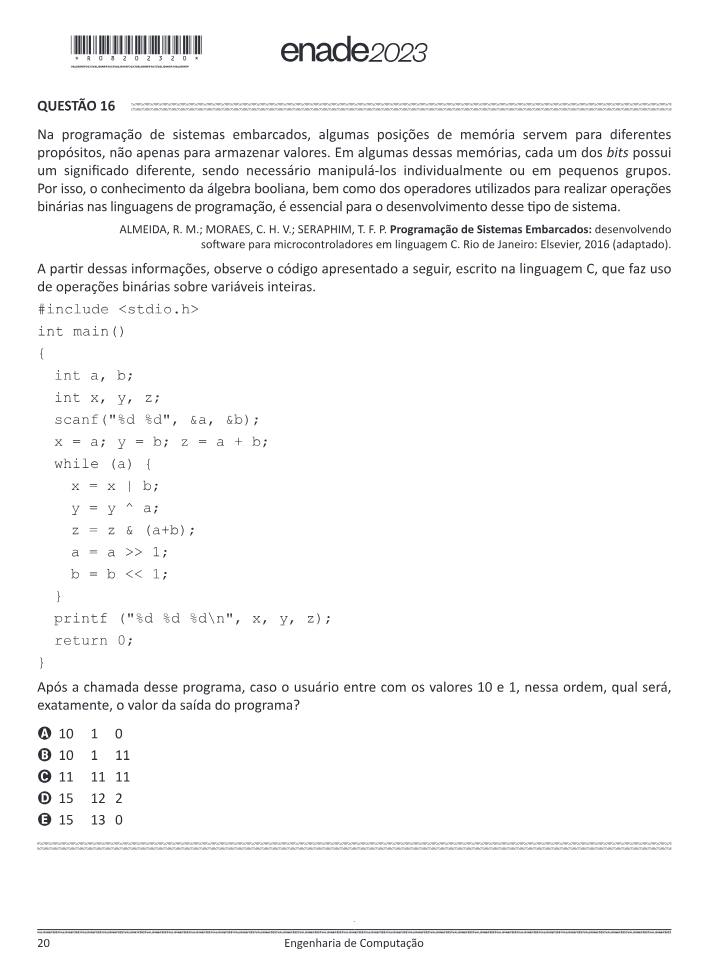 * R 0 8 2 0 2 3 2 0 *
enade2023
QUESTÃO 16
Na programação de sistemas embarcados, algumas posições de memória servem para diferentes
propósitos, não apenas para armazenar valores. Em algumas dessas memórias, cada um dos bits possui
um significado diferente, sendo necessário manipulá-los individualmente ou em pequenos grupos.
Por isso, o conhecimento da álgebra booliana, bem como dos operadores utilizados para realizar operações
binárias nas linguagens de programação, é essencial para o desenvolvimento desse tipo de sistema.
ALMEIDA, R. M.; MORAES, C. H. V.; SERAPHIM, T. F. P. Programação de Sistemas Embarcados: desenvolvendo
software para microcontroladores em linguagem C. Rio de Janeiro: Elsevier, 2016 (adaptado).
A partir dessas informações, observe o código apresentado a seguir, escrito na linguagem C, que faz uso
de operações binárias sobre variáveis inteiras.
#include <stdio.h>
int main()
{
int a, b;
int x, y, z;
scanf("%d %d", &a, &b);
x = a; y = b; z = a + b;
while (a) {
x = x | b;
y = y ^ a;
z = z & (a+b);
a = a >> 1;
b = b << 1;
}
printf ("%d %d %d\n", x, y, z);
return 0;
}
Após a chamada desse programa, caso o usuário entre com os valores 10 e 1, nessa ordem, qual será,
exatamente, o valor da saída do programa?
A 10 1 0
B 10 1 11
C 11 11 11
D 15 12 2
E 15 13 0
20
Engenharia de Computação